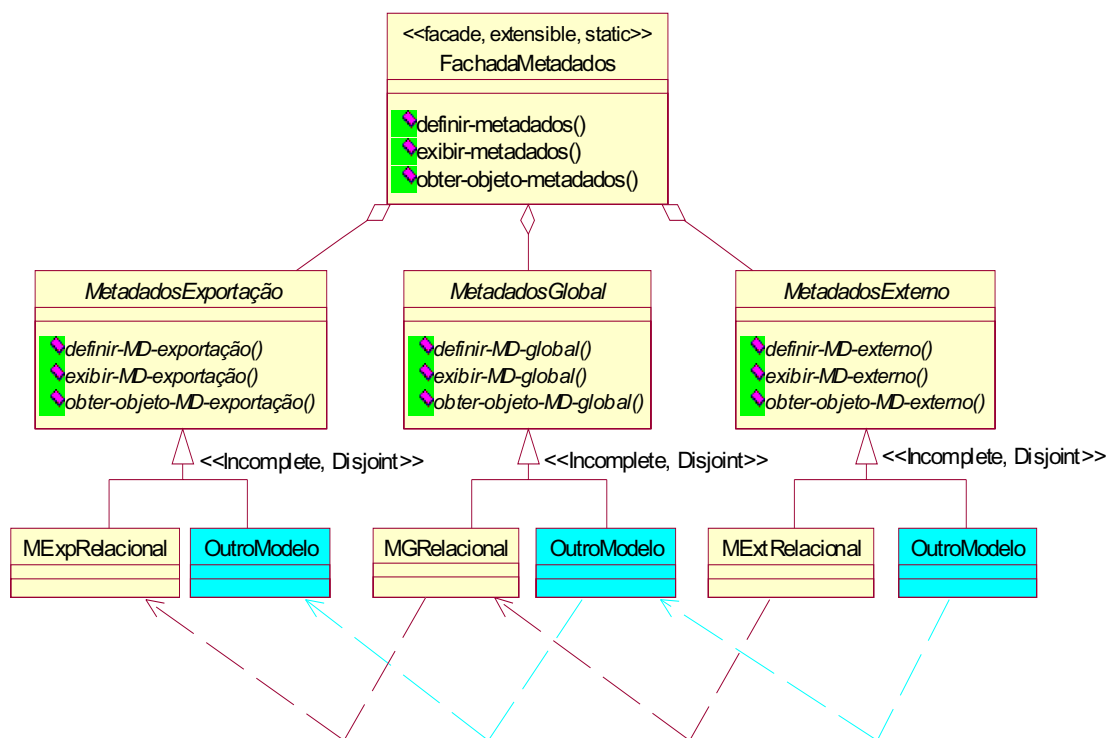 <<facade, extensible, static>>
FachadaMetadados
definir-metadados()
exibir-metadados()
obter-objeto-metadados()
MetadadosExportação
definir-MD-exportação()
exibir-MD-exportação()
obter-objeto-MD-exportação()
MetadadosGlobal
definir-MD-global()
exibir-MD-global()
obter-objeto-MD-global()
MetadadosExterno
definir-MD-externo()
exibir-MD-externo()
obter-objeto-MD-externo()
<<Incomplete, Disjoint>>
<<Incomplete, Disjoint>>
<<Incomplete, Disjoint>>
MExpRelacional
OutroModelo
MGRelacional
OutroModelo
MExtRelacional
OutroModelo